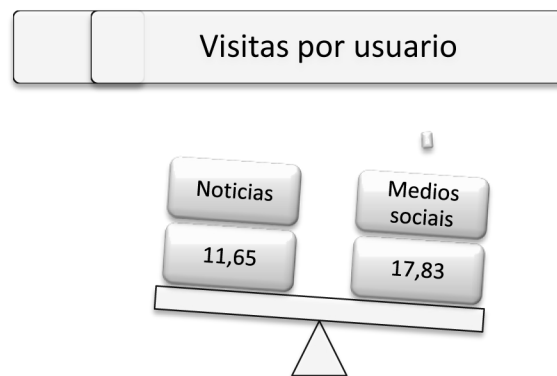 Visitas por usuario
Noticias
Medios
sociais
11,65
17,83